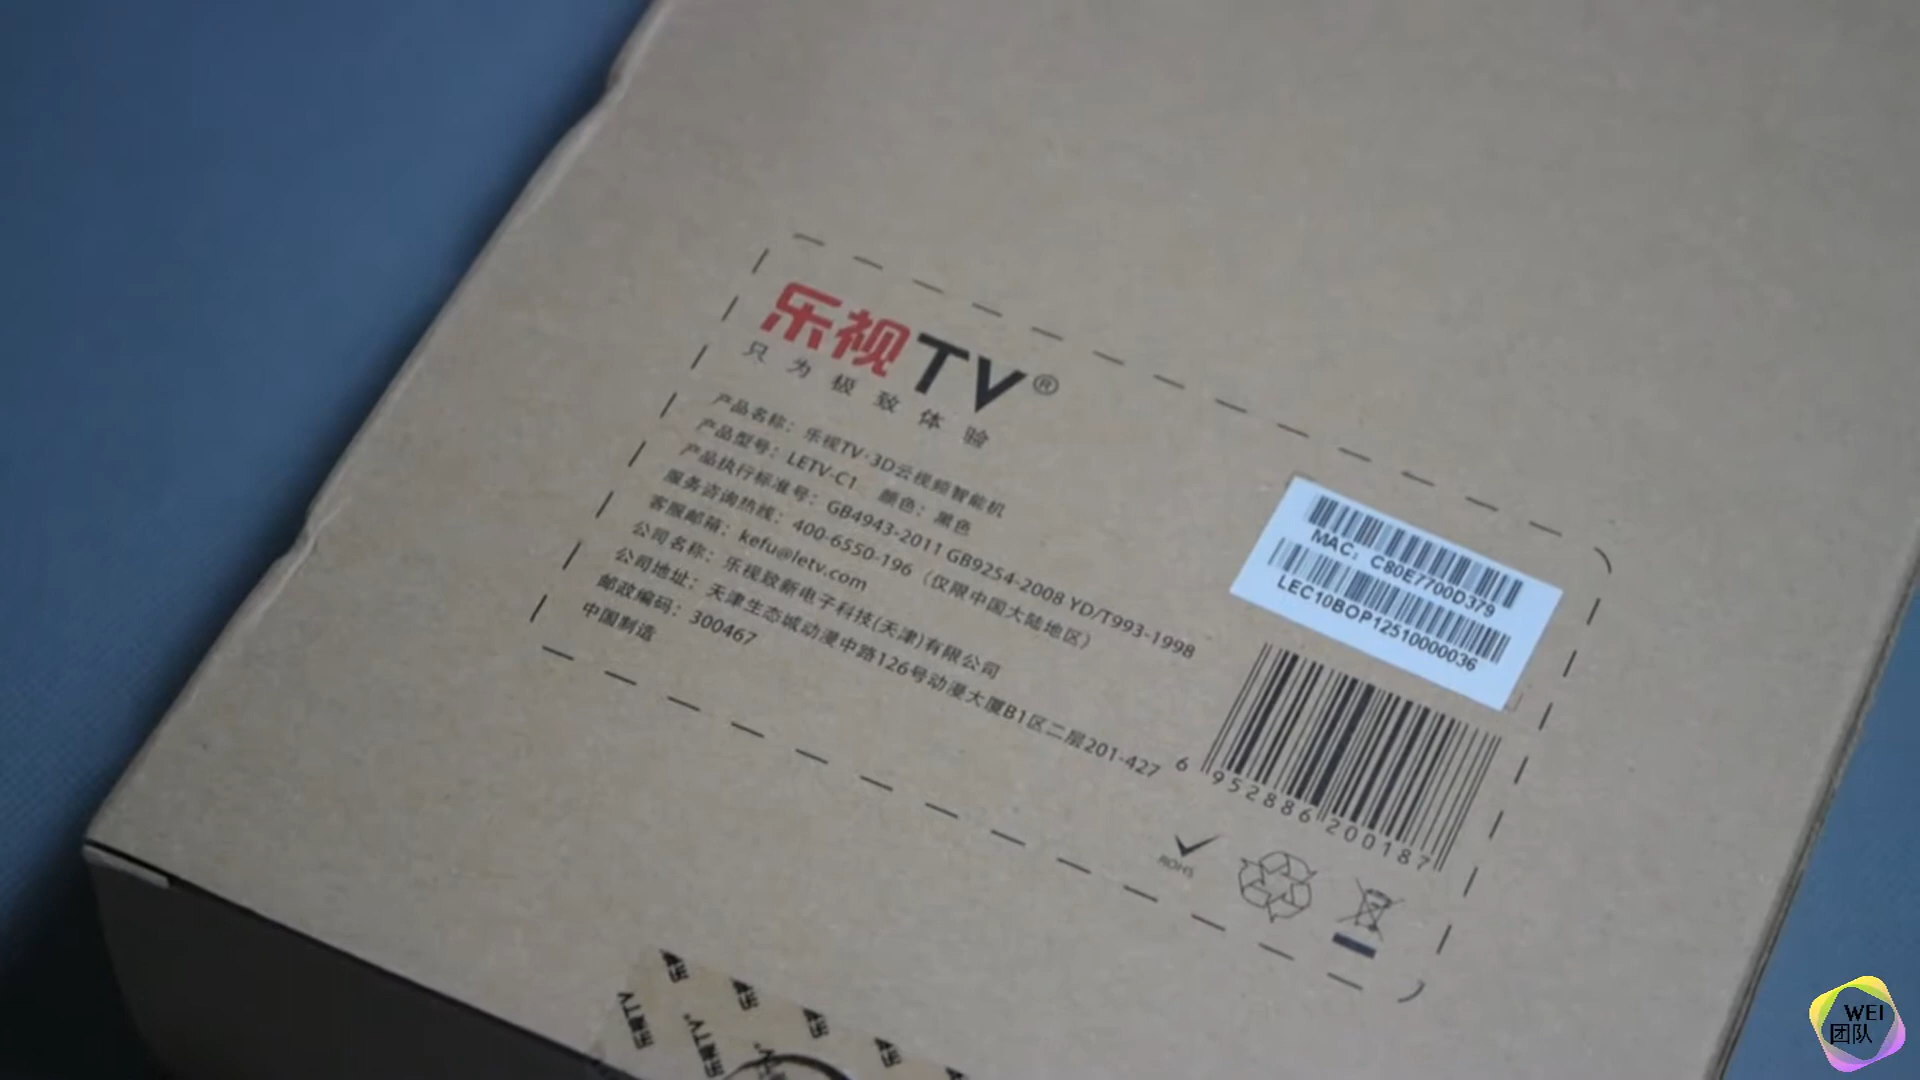 乐视TV®
只为极致体验
产品名称：乐视TV·3D云视频智能机
产品型号：LETV-C1 颜色：黑色
产品执行标准号：GB4943-2011 GB9254-2008 YD/T993-1998
服务咨询热线：400-6550-196（仅限中国大陆地区）
客服邮箱：kefu@letv.com
公司名称：乐视致新电子科技(天津)有限公司
公司地址：天津生态城动漫中路126号动漫大厦B1区二层201-427
邮政编码：300467
中国制造
MAC：C80E7700D379
LEC10BOP12510000036
6 952886 200187
ROHS
乐视TV
乐视TV®
WEI
团队